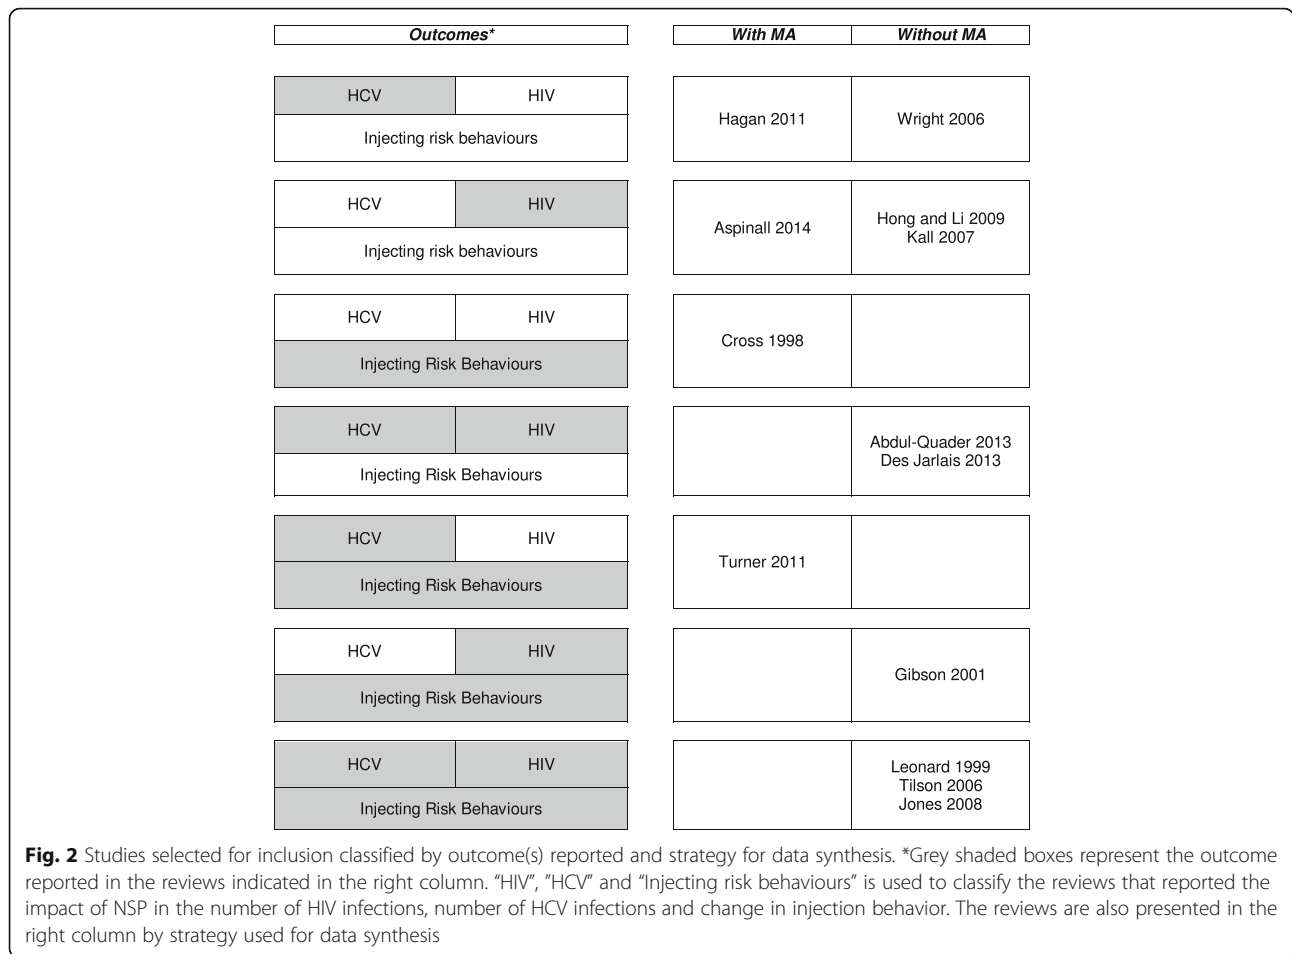 Outcomes* With MA Without MA
HCV HIV
Injecting risk behaviours
Hagan 2011 Wright 2006
HCV HIV
Injecting risk behaviours
Aspinall 2014
Hong and Li 2009
Kall 2007
HCV HIV
Injecting Risk Behaviours
Cross 1998
HCV HIV
Injecting Risk Behaviours
Abdul-Quader 2013
Des Jarlais 2013
HCV HIV
Injecting Risk Behaviours
Turner 2011
HCV HIV
Injecting Risk Behaviours
Gibson 2001
HCV HIV
Injecting Risk Behaviours
Leonard 1999
Tilson 2006
Jones 2008
Fig. 2 Studies selected for inclusion classified by outcome(s) reported and strategy for data synthesis. *Grey shaded boxes represent the outcome
reported in the reviews indicated in the right column. “HIV”, ”HCV” and “Injecting risk behaviours” is used to classify the reviews that reported the
impact of NSP in the number of HIV infections, number of HCV infections and change in injection behavior. The reviews are also presented in the
right column by strategy used for data synthesis